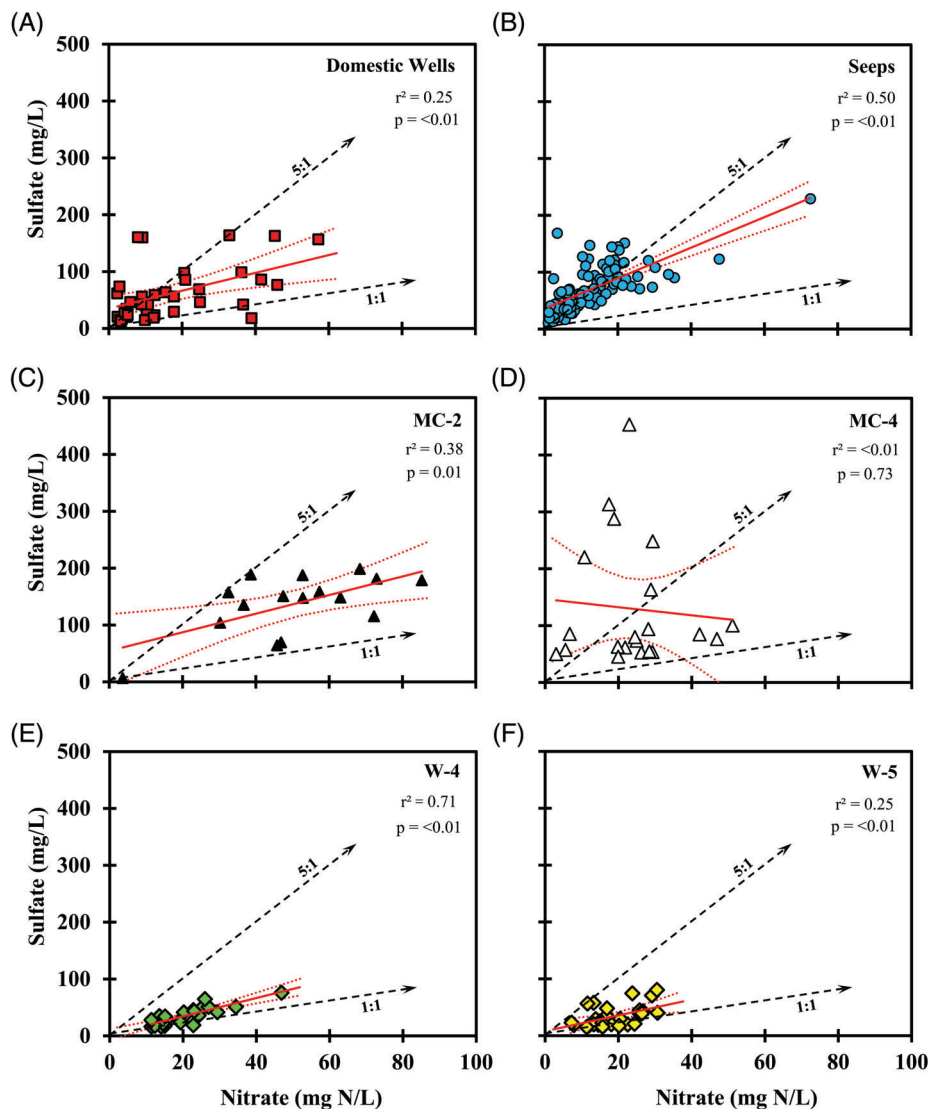 (A)
Domestic Wells
r² = 0.25
p = <0.01
5:1
1:1
500
400
300
200
100
0
Sulfate (mg/L)
(B)
Seeps
r² = 0.50
p = <0.01
5:1
1:1
(C)
MC-2
r² = 0.38
p = 0.01
5:1
1:1
500
400
300
200
100
0
Sulfate (mg/L)
(D)
MC-4
r² = <0.01
p = 0.73
5:1
1:1
(E)
W-4
r² = 0.71
p = <0.01
5:1
1:1
500
400
300
200
100
0
Sulfate (mg/L)
0 20 40 60 80 100
Nitrate (mg N/L)
(F)
W-5
r² = 0.25
p = <0.01
5:1
1:1
0 20 40 60 80 100
Nitrate (mg N/L)